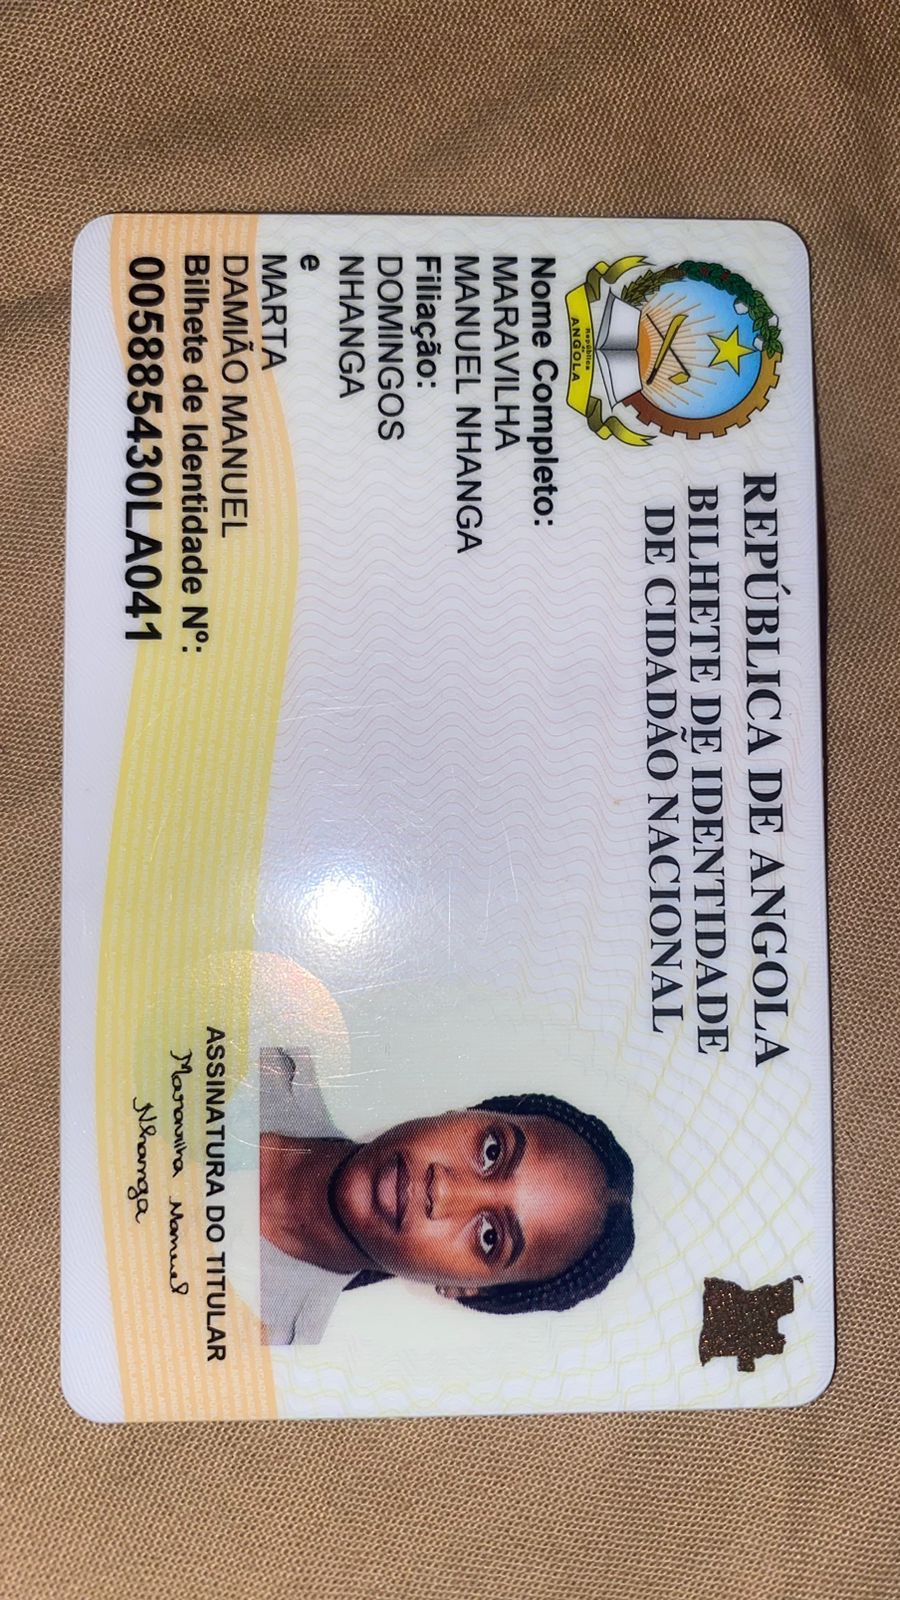 REPÚBLICA DE ANGOLA
BILHETE DE IDENTIDADE
DE CIDADÃO NACIONAL
República
de
ANGOLA
Nome Completo:
MARAVILHA
MANUEL NHANGA
Filiação:
DOMINGOS
NHANGA
e
MARTA
DAMIÃO MANUEL
Bilhete de Identidade Nº:
005885430LA041
ASSINATURA DO TITULAR
Maravilha Manuel
Nhanga